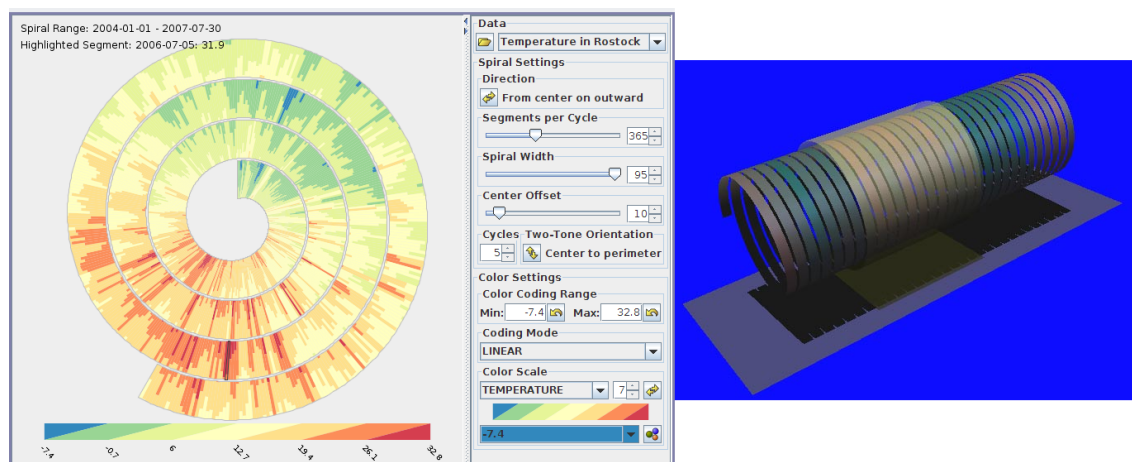 Spiral Range: 2004-01-01 - 2007-07-30
Highlighted Segment: 2006-07-05: 31.9
-7.4 -0.7 6 12.7 19.4 26.1 32.8
Data
Temperature in Rostock
Spiral Settings
Direction
From center on outward
Segments per Cycle
365
Spiral Width
95
Center Offset
10
Cycles Two-Tone Orientation
5 Center to perimeter
Color Settings
Color Coding Range
Min: -7.4 Max: 32.8
Coding Mode
LINEAR
Color Scale
TEMPERATURE 7
-7.4